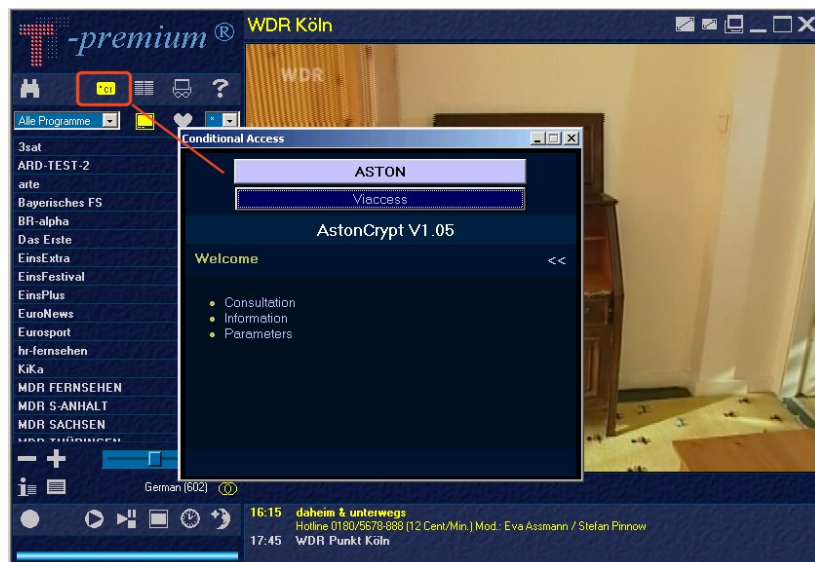 T-premium ®
WDR Köln
CI
?
WDR
Alle Programme
*
3sat
ARD-TEST-2
arte
Bayerisches FS
BR-alpha
Das Erste
EinsExtra
EinsFestival
EinsPlus
EuroNews
Eurosport
hr-fernsehen
KiKa
MDR FERNSEHEN
MDR S-ANHALT
MDR SACHSEN
MDR THÜRINGEN
Conditional Access
ASTON
Viaccess
AstonCrypt V1.05
Welcome <<
Consultation
Information
Parameters
German (602)
16:15 daheim & unterwegs
Hotline 0180/5678-888 (12 Cent/Min.) Mod.: Eva Assmann / Stefan Pinnow
17:45 WDR Punkt Köln